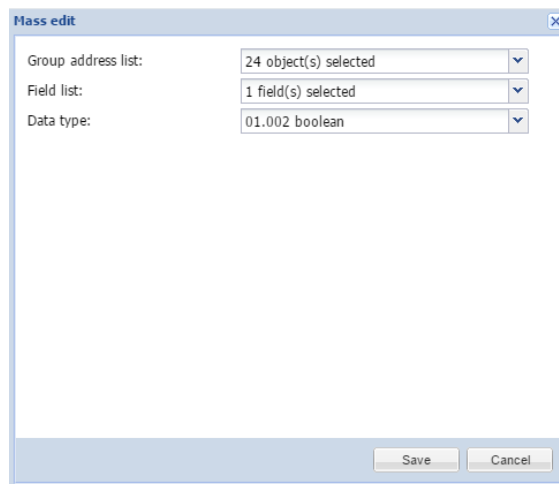 Mass edit
Group address list: 24 object(s) selected
Field list: 1 field(s) selected
Data type: 01.002 boolean
Save Cancel